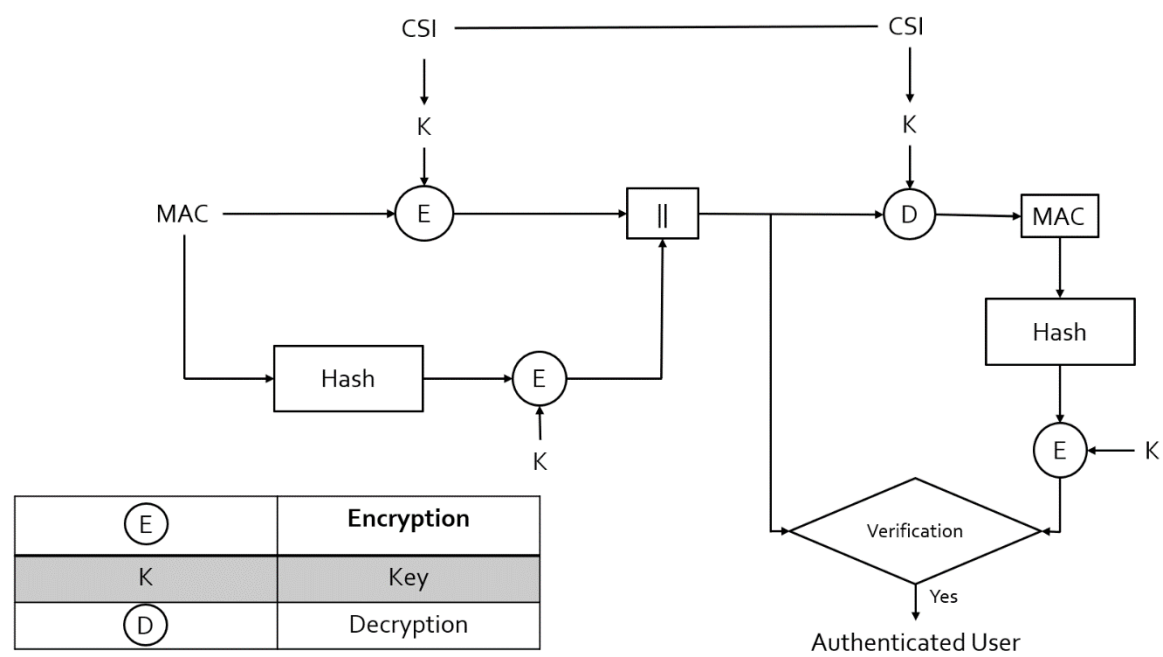 CSI
CSI
K
K
MAC
E
||
D
MAC
Hash
Hash
E
K
E
K
E
Encryption
K
Key
D
Decryption
Verification
Yes
Authenticated User